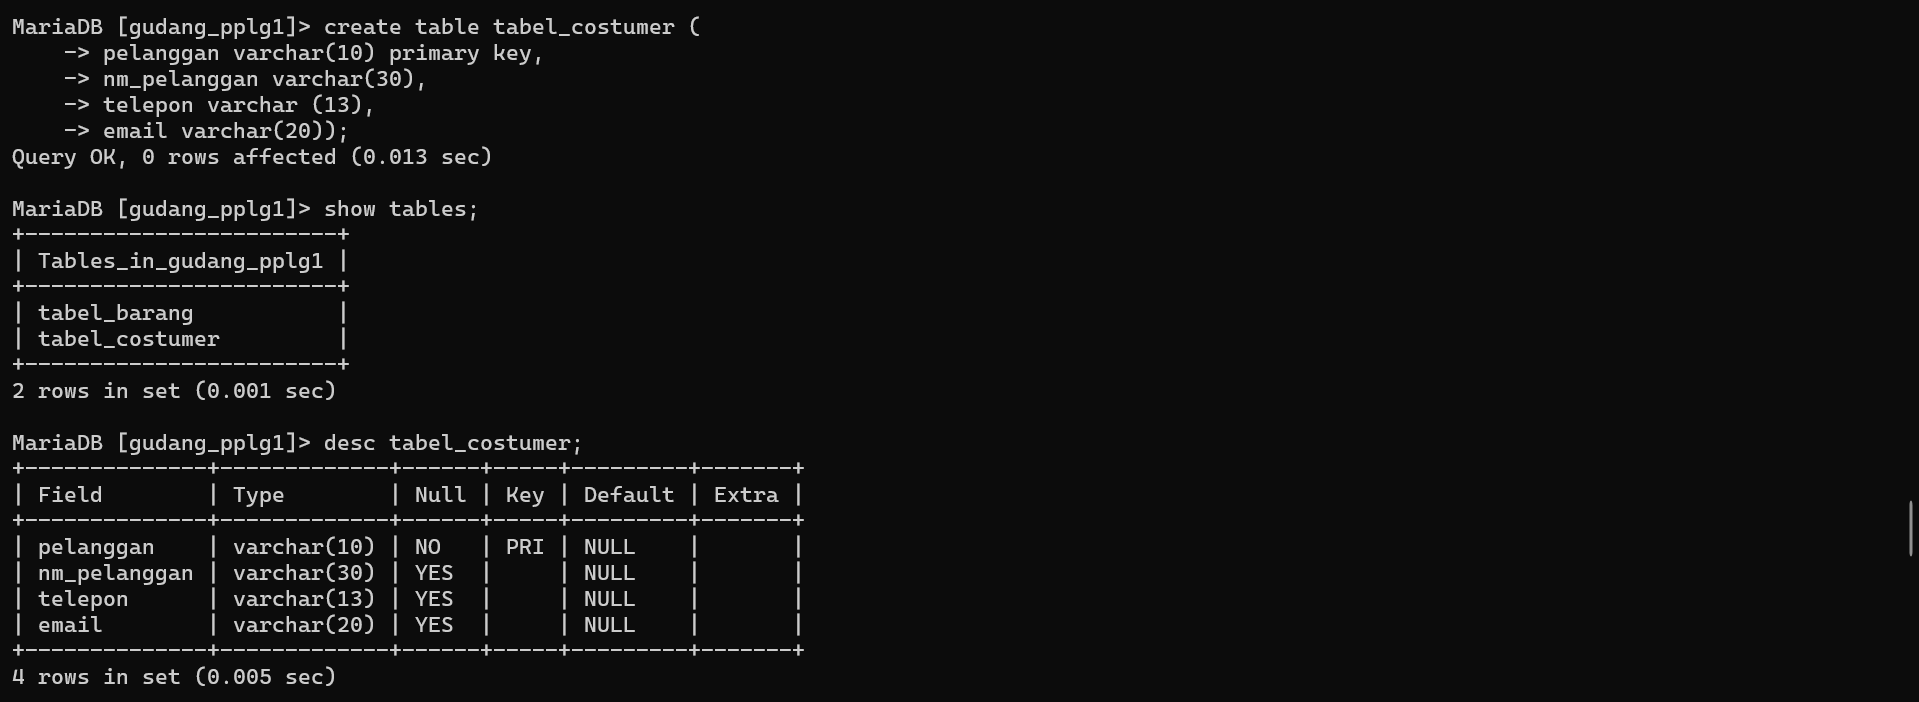 MariaDB [gudang_pplg1]> create table tabel_costumer (
    -> pelanggan varchar(10) primary key,
    -> nm_pelanggan varchar(30),
    -> telepon varchar (13),
    -> email varchar(20));
Query OK, 0 rows affected (0.013 sec)

MariaDB [gudang_pplg1]> show tables;
+------------------------+
| Tables_in_gudang_pplg1 |
+------------------------+
| tabel_barang           |
| tabel_costumer         |
+------------------------+
2 rows in set (0.001 sec)

MariaDB [gudang_pplg1]> desc tabel_costumer;
+--------------+-------------+------+-----+---------+-------+
| Field        | Type        | Null | Key | Default | Extra |
+--------------+-------------+------+-----+---------+-------+
| pelanggan    | varchar(10) | NO   | PRI | NULL    |       |
| nm_pelanggan | varchar(30) | YES  |     | NULL    |       |
| telepon      | varchar(13) | YES  |     | NULL    |       |
| email        | varchar(20) | YES  |     | NULL    |       |
+--------------+-------------+------+-----+---------+-------+
4 rows in set (0.005 sec)